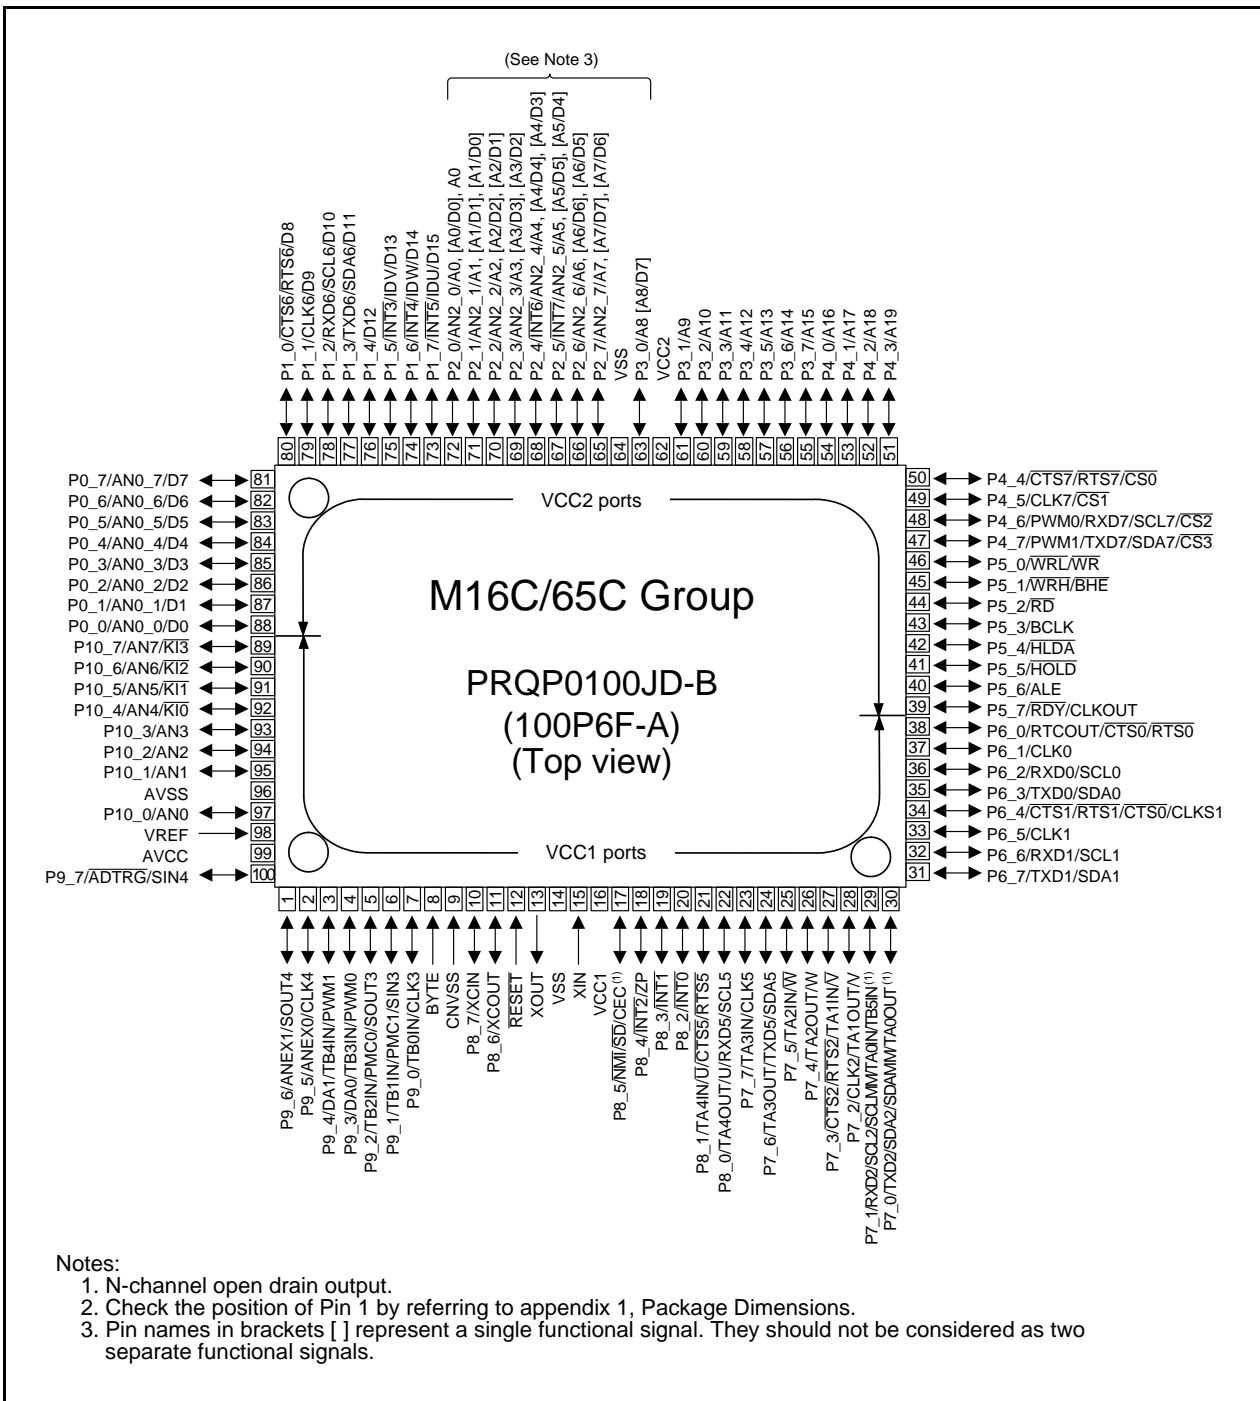 (See Note 3)
P1_0/CTS6/RTS6/D8
P1_1/CLK6/D9
P1_2/RXD6/SCL6/D10
P1_3/TXD6/SDA6/D11
P1_4/D12
P1_5/INT3/IDV/D13
P1_6/INT4/IDW/D14
P1_7/INT5/IDU/D15
P2_0/AN2_0/A0, [A0/D0], A0
P2_1/AN2_1/A1, [A1/D1], [A1/D0]
P2_2/AN2_2/A2, [A2/D2], [A2/D1]
P2_3/AN2_3/A3, [A3/D3], [A3/D2]
P2_4/INT6/AN2_4/A4, [A4/D4], [A4/D3]
P2_5/INT7/AN2_5/A5, [A5/D5], [A5/D4]
P2_6/AN2_6/A6, [A6/D6], [A6/D5]
P2_7/AN2_7/A7, [A7/D7], [A7/D6]
VSS
P3_0/A8 [A8/D7]
VCC2
P3_1/A9
P3_2/A10
P3_3/A11
P3_4/A12
P3_5/A13
P3_6/A14
P3_7/A15
P4_0/A16
P4_1/A17
P4_2/A18
P4_3/A19
80 79 78 77 76 75 74 73 72 71 70 69 68 67 66 65 64 63 62 61 60 59 58 57 56 55 54 53 52 51
P0_7/AN0_7/D7 81
P0_6/AN0_6/D6 82
P0_5/AN0_5/D5 83
P0_4/AN0_4/D4 84
P0_3/AN0_3/D3 85
P0_2/AN0_2/D2 86
P0_1/AN0_1/D1 87
P0_0/AN0_0/D0 88
P10_7/AN7/KI3 89
P10_6/AN6/KI2 90
P10_5/AN5/KI1 91
P10_4/AN4/KI0 92
P10_3/AN3 93
P10_2/AN2 94
P10_1/AN1 95
AVSS 96
P10_0/AN0 97
VREF 98
AVCC 99
P9_7/ADTRG/SIN4 100
VCC2 ports
M16C/65C Group
PRQP0100JD-B
(100P6F-A)
(Top view)
VCC1 ports
50 P4_4/CTS7/RTS7/CS0
49 P4_5/CLK7/CS1
48 P4_6/PWM0/RXD7/SCL7/CS2
47 P4_7/PWM1/TXD7/SDA7/CS3
46 P5_0/WRL/WR
45 P5_1/WRH/BHE
44 P5_2/RD
43 P5_3/BCLK
42 P5_4/HLDA
41 P5_5/HOLD
40 P5_6/ALE
39 P5_7/RDY/CLKOUT
38 P6_0/RTCOUT/CTS0/RTS0
37 P6_1/CLK0
36 P6_2/RXD0/SCL0
35 P6_3/TXD0/SDA0
34 P6_4/CTS1/RTS1/CTS0/CLKS1
33 P6_5/CLK1
32 P6_6/RXD1/SCL1
31 P6_7/TXD1/SDA1
1 2 3 4 5 6 7 8 9 10 11 12 13 14 15 16 17 18 19 20 21 22 23 24 25 26 27 28 29 30
P9_6/ANEX1/SOUT4
P9_5/ANEX0/CLK4
P9_4/DA1/TB4IN/PWM1
P9_3/DA0/TB3IN/PWM0
P9_2/TB2IN/PMC0/SOUT3
P9_1/TB1IN/PMC1/SIN3
P9_0/TB0IN/CLK3
BYTE
CNVSS
P8_7/XCIN
P8_6/XCOUT
RESET
XOUT
VSS
XIN
VCC1
P8_5/NMI/SD/CEC(1)
P8_4/INT2/ZP
P8_3/INT1
P8_2/INT0
P8_1/TA4IN/U/CTS5/RTS5
P8_0/TA4OUT/U/RXD5/SCL5
P7_7/TA3IN/CLK5
P7_6/TA3OUT/TXD5/SDA5
P7_5/TA2IN/W
P7_4/TA2OUT/W
P7_3/CTS2/RTS2/TA1IN/V
P7_2/CLK2/TA1OUT/V
P7_1/RXD2/SCL2/SCLMM/TA0IN/TB5IN(1)
P7_0/TXD2/SDA2/SDAMM/TA0OUT(1)
Notes:
1. N-channel open drain output.
2. Check the position of Pin 1 by referring to appendix 1, Package Dimensions.
3. Pin names in brackets [ ] represent a single functional signal. They should not be considered as two
separate functional signals.